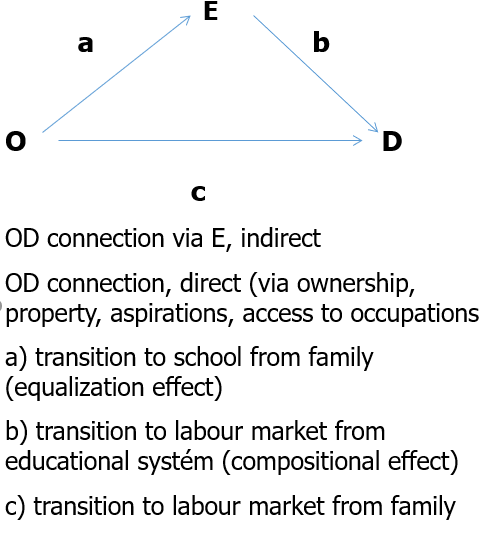 E
a
b
O
D
c
OD connection via E, indirect
OD connection, direct (via ownership,
property, aspirations, access to occupations
a) transition to school from family
(equalization effect)
b) transition to labour market from
educational systém (compositional effect)
c) transition to labour market from family